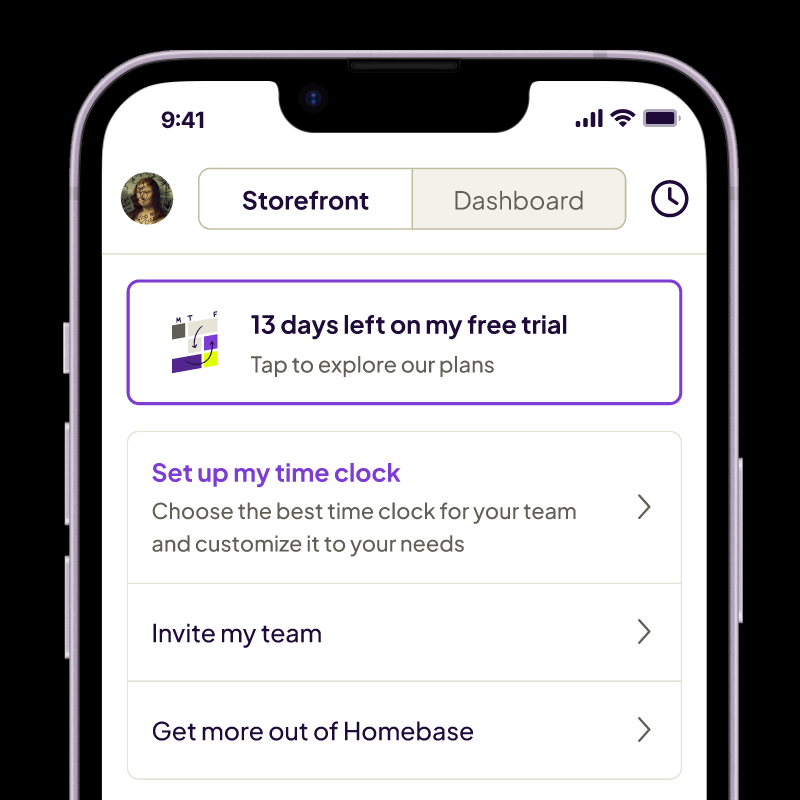 9:41
Storefront
Dashboard
M T F
13 days left on my free trial
Tap to explore our plans
Set up my time clock
Choose the best time clock for your team
and customize it to your needs
Invite my team
Get more out of Homebase